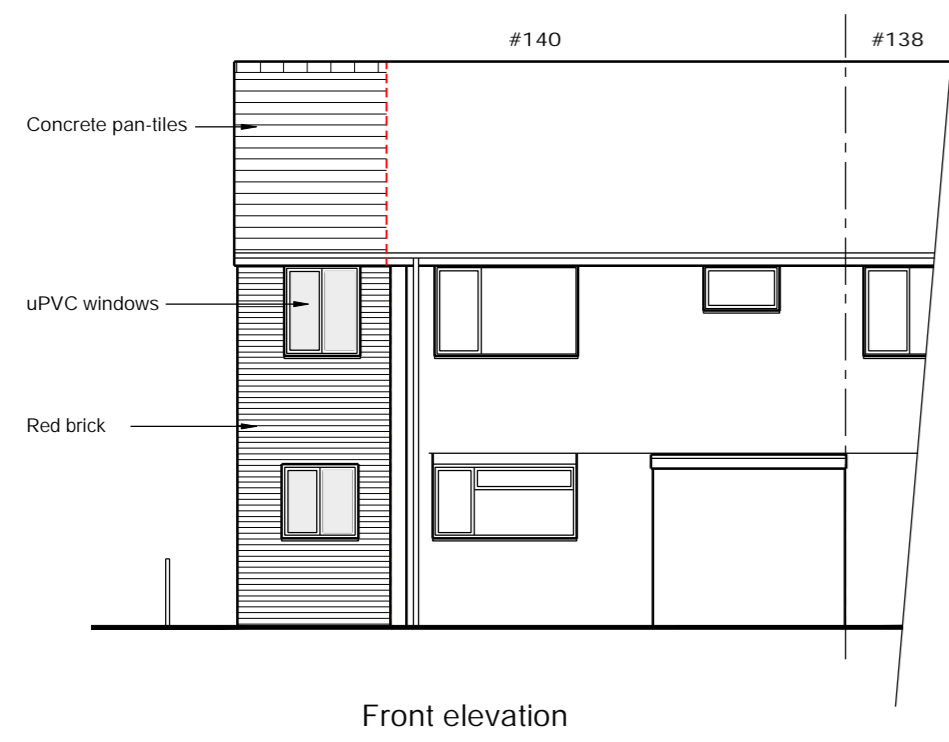 #140
#138
Concrete pan-tiles
uPVC windows
Red brick
Front elevation